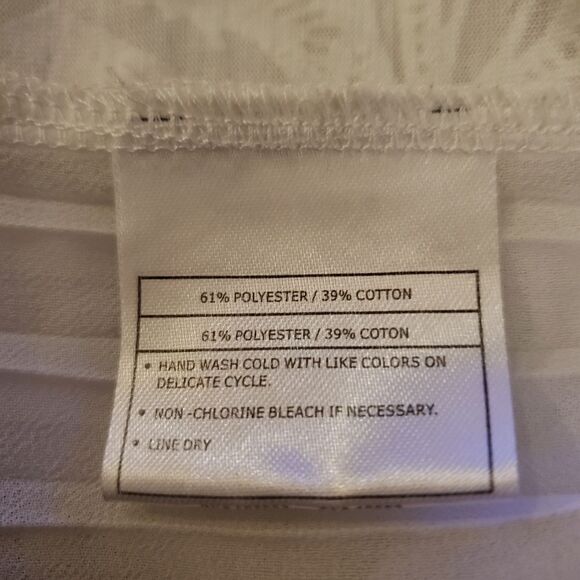 61% POLYESTER / 39% COTTON
61% POLYESTER / 39% COTON
• HAND WASH COLD WITH LIKE COLORS ON
DELICATE CYCLE.
• NON -CHLORINE BLEACH IF NECESSARY.
• LINE DRY